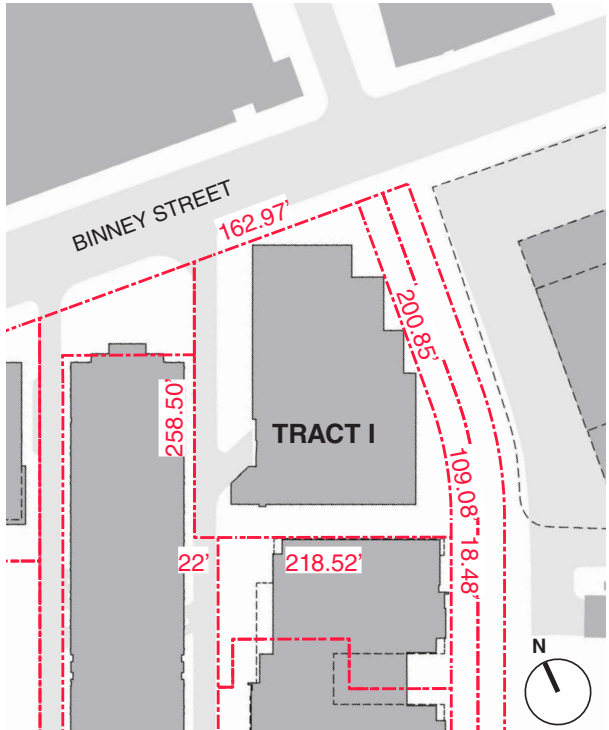 BINNEY STREET
162.97'
200.85'
258.50'
TRACT I
109.08'
18.48'
22'
218.52'
N